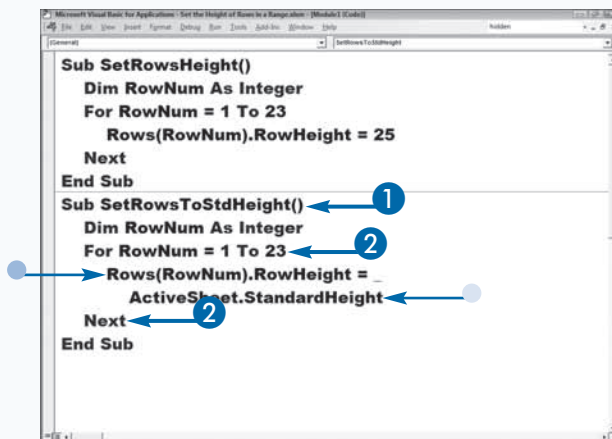 Microsoft Visual Basic for Applications - Set the Height of Rows in a Range.xlsm - [Module1 (Code)]
File Edit View Insert Format Debug Run Tools Add-Ins Window Help
hidden
(General)
SetRowsToStdHeight
Sub SetRowsHeight()
Dim RowNum As Integer
For RowNum = 1 To 23
Rows(RowNum).RowHeight = 25
Next
End Sub
Sub SetRowsToStdHeight() 1
Dim RowNum As Integer
For RowNum = 1 To 23 2
Rows(RowNum).RowHeight = _
ActiveSheet.StandardHeight
Next 2
End Sub